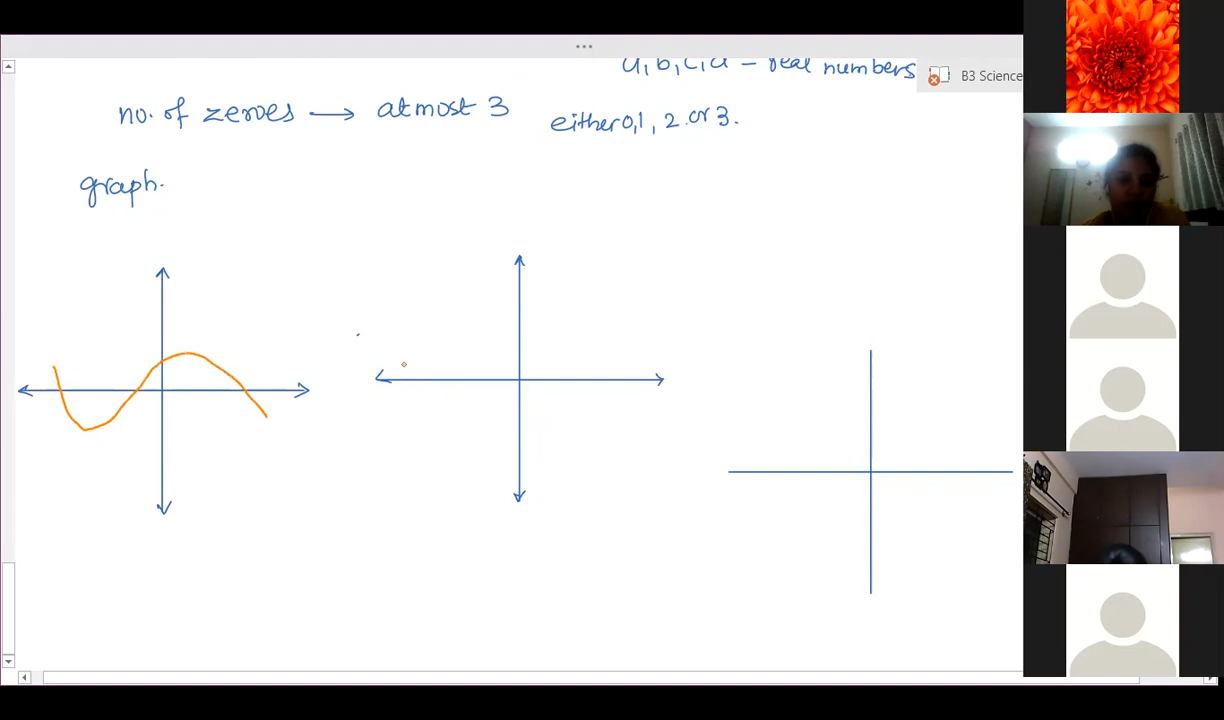 a, b, c, d - real numbers
B3 Science
no. of zeroes → atmost 3
either 0, 1, 2 or 3.
graph.